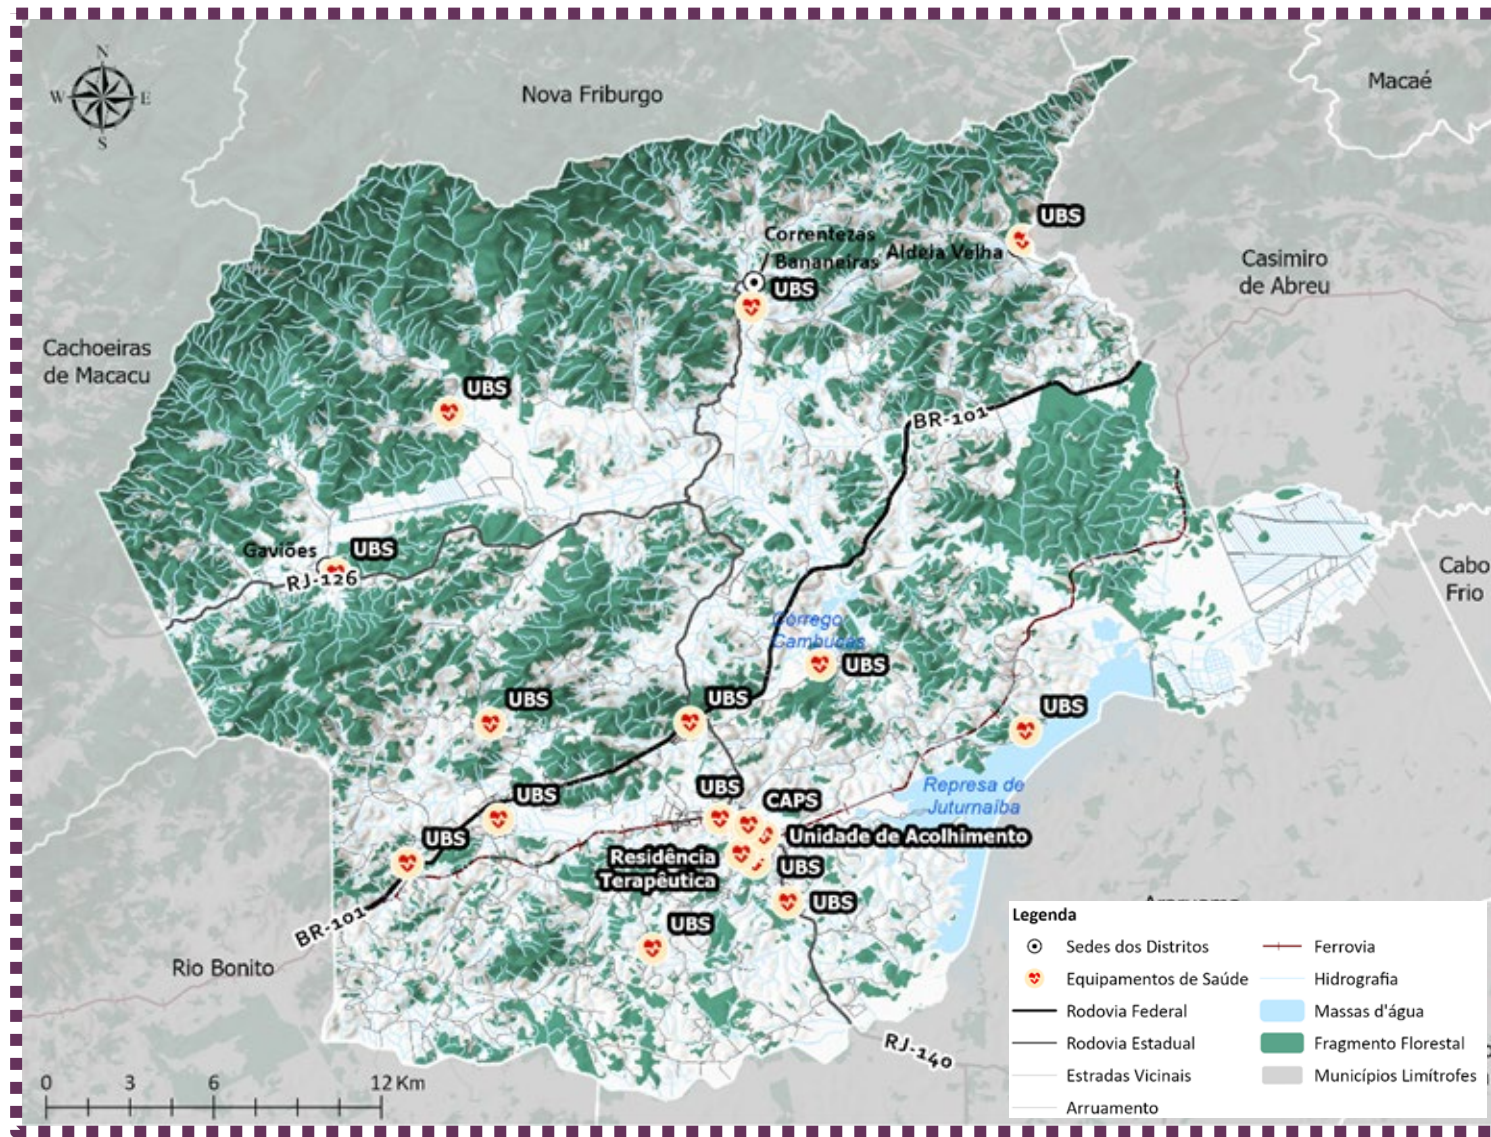 N
W
E
S
Nova Friburgo
Macaé
UBS
Correntezas
Bananeiras
Aldeia Velha
UBS
Casimiro
de Abreu
Cachoeiras
de Macacu
UBS
BR-101
Gaviões
UBS
RJ-126
Cabo
Frio
Córrego
Cambucás
UBS
UBS
UBS
UBS
UBS
UBS
CAPS
Represa de
Juturnaíba
UBS
Unidade de Acolhimento
Residência
Terapêutica
UBS
UBS
UBS
BR-101
Rio Bonito
RJ-140
0
3
6
12 Km
Legenda
Sedes dos Distritos
Equipamentos de Saúde
Rodovia Federal
Rodovia Estadual
Estradas Vicinais
Arruamento
Ferrovia
Hidrografia
Massas d'água
Fragmento Florestal
Municípios Limítrofes